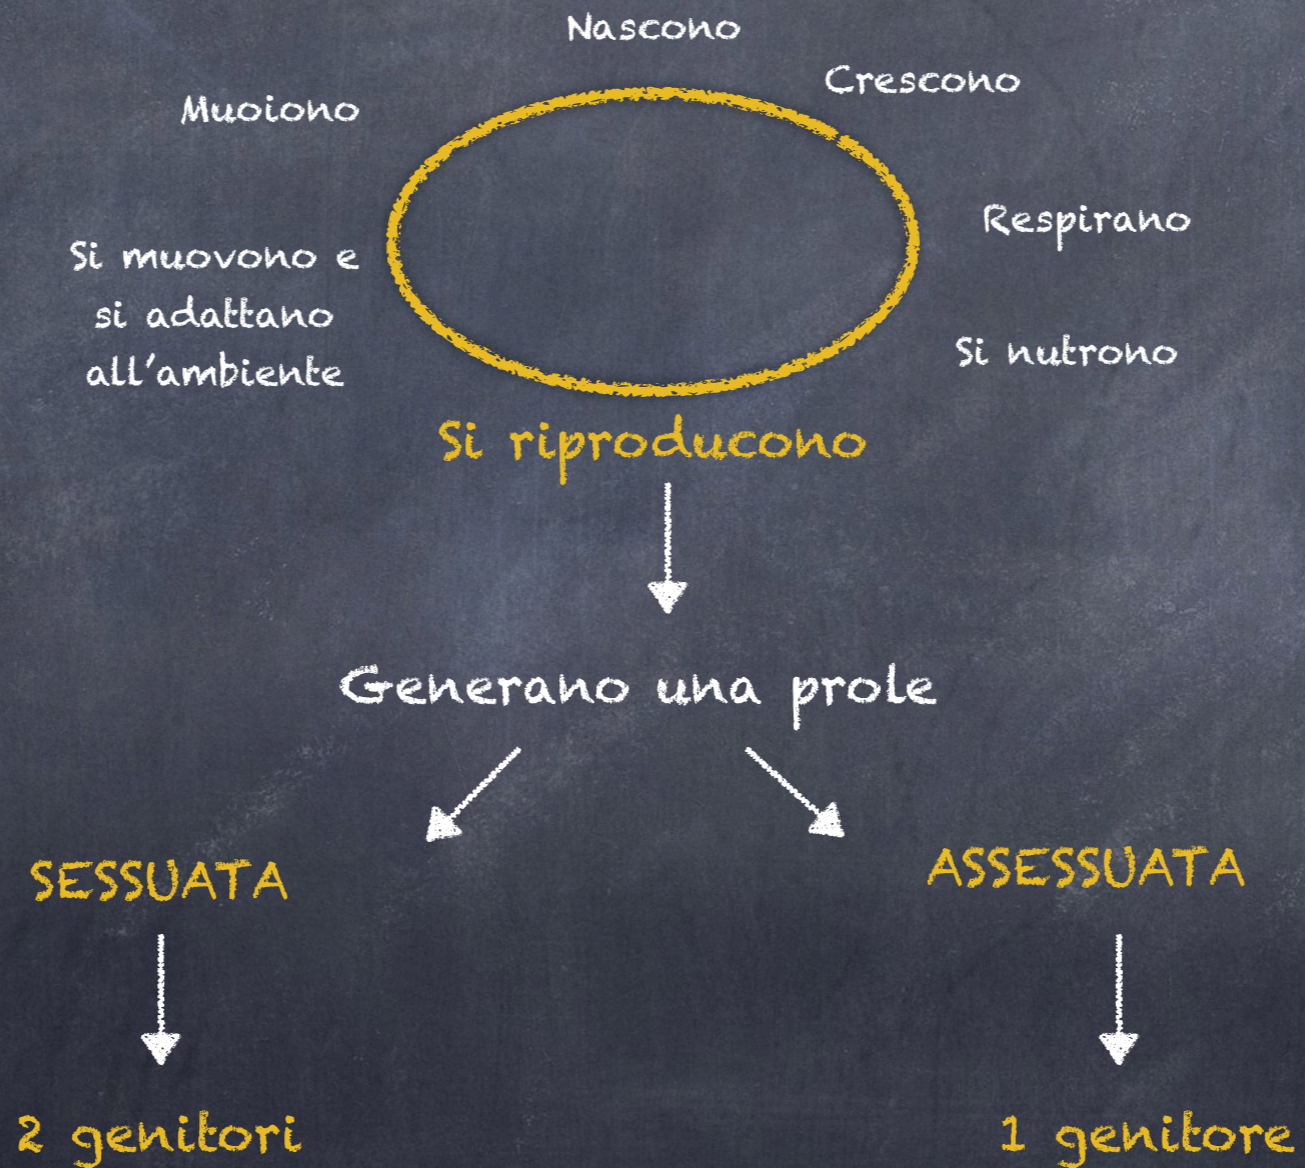 Nascono
Crescono
Muoiono
Respirano
Si muovono e
si adattano
all'ambiente
Si nutrono
Si riproducono
Generano una prole
SESSUATA
ASSESSUATA
2 genitori
1 genitore